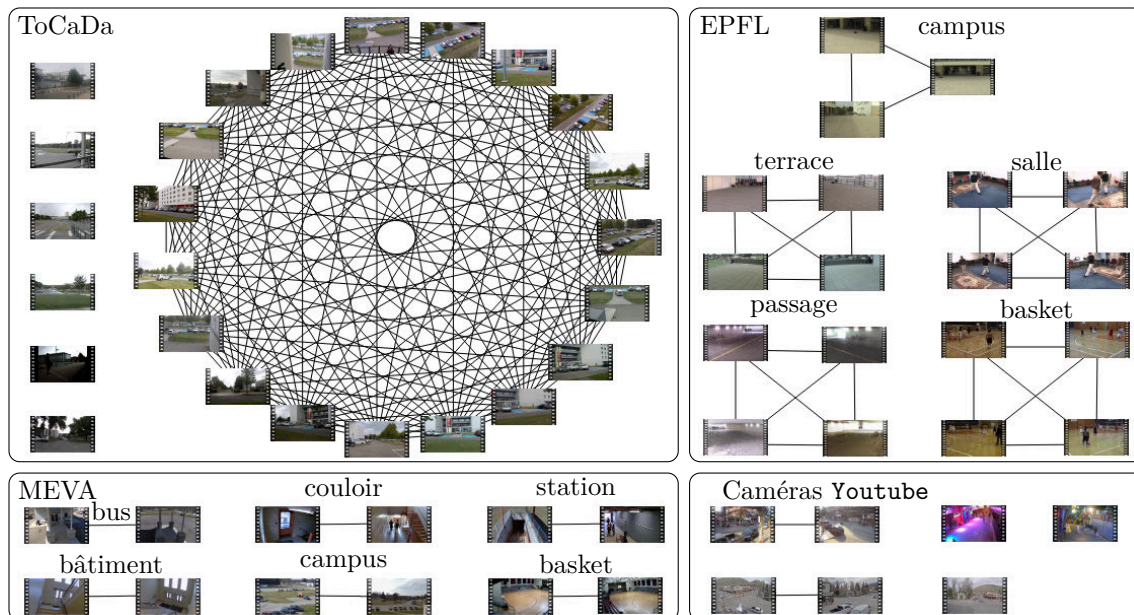 ToCaDa
EPFL
campus
terrace
salle
passage
basket
MEVA
bus
couloir
station
bâtiment
campus
basket
Caméras Youtube